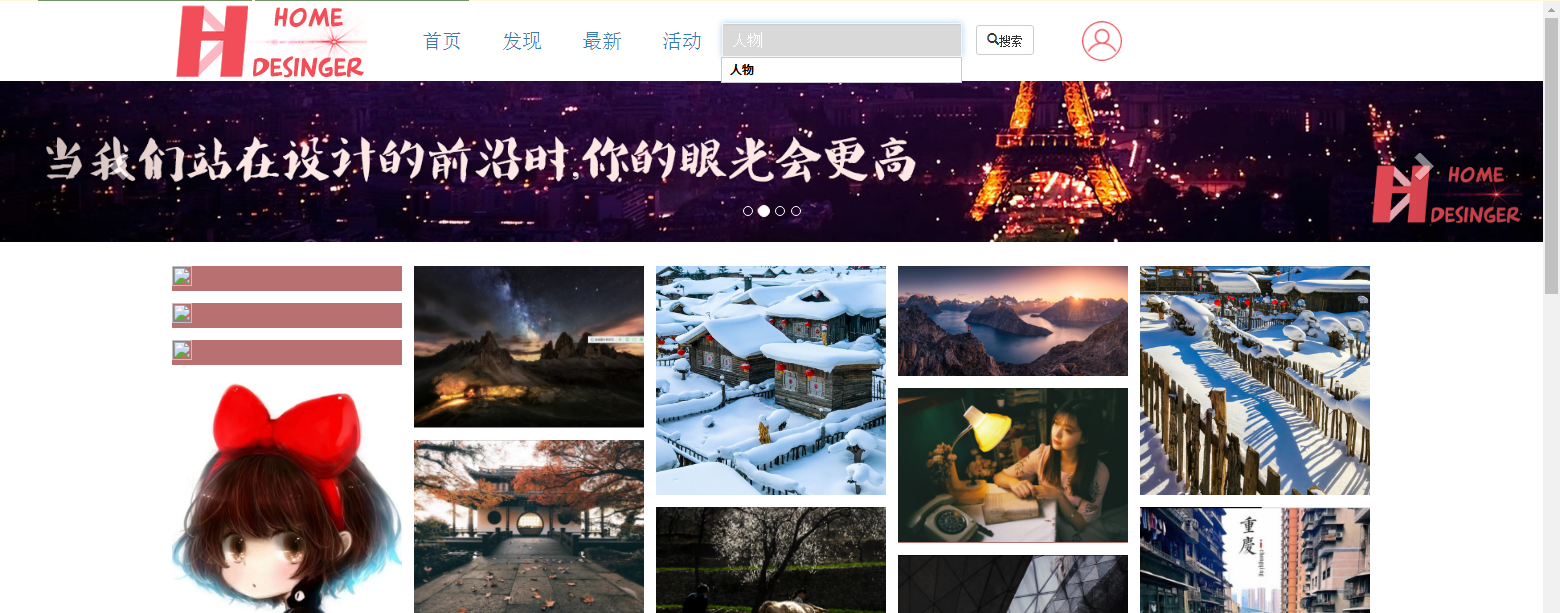 HOME
DESINGER
首页 发现 最新 活动 人物 搜索
人物
当我们站在设计的前沿时,你的眼光会更高
HOME
DESINGER
重慶